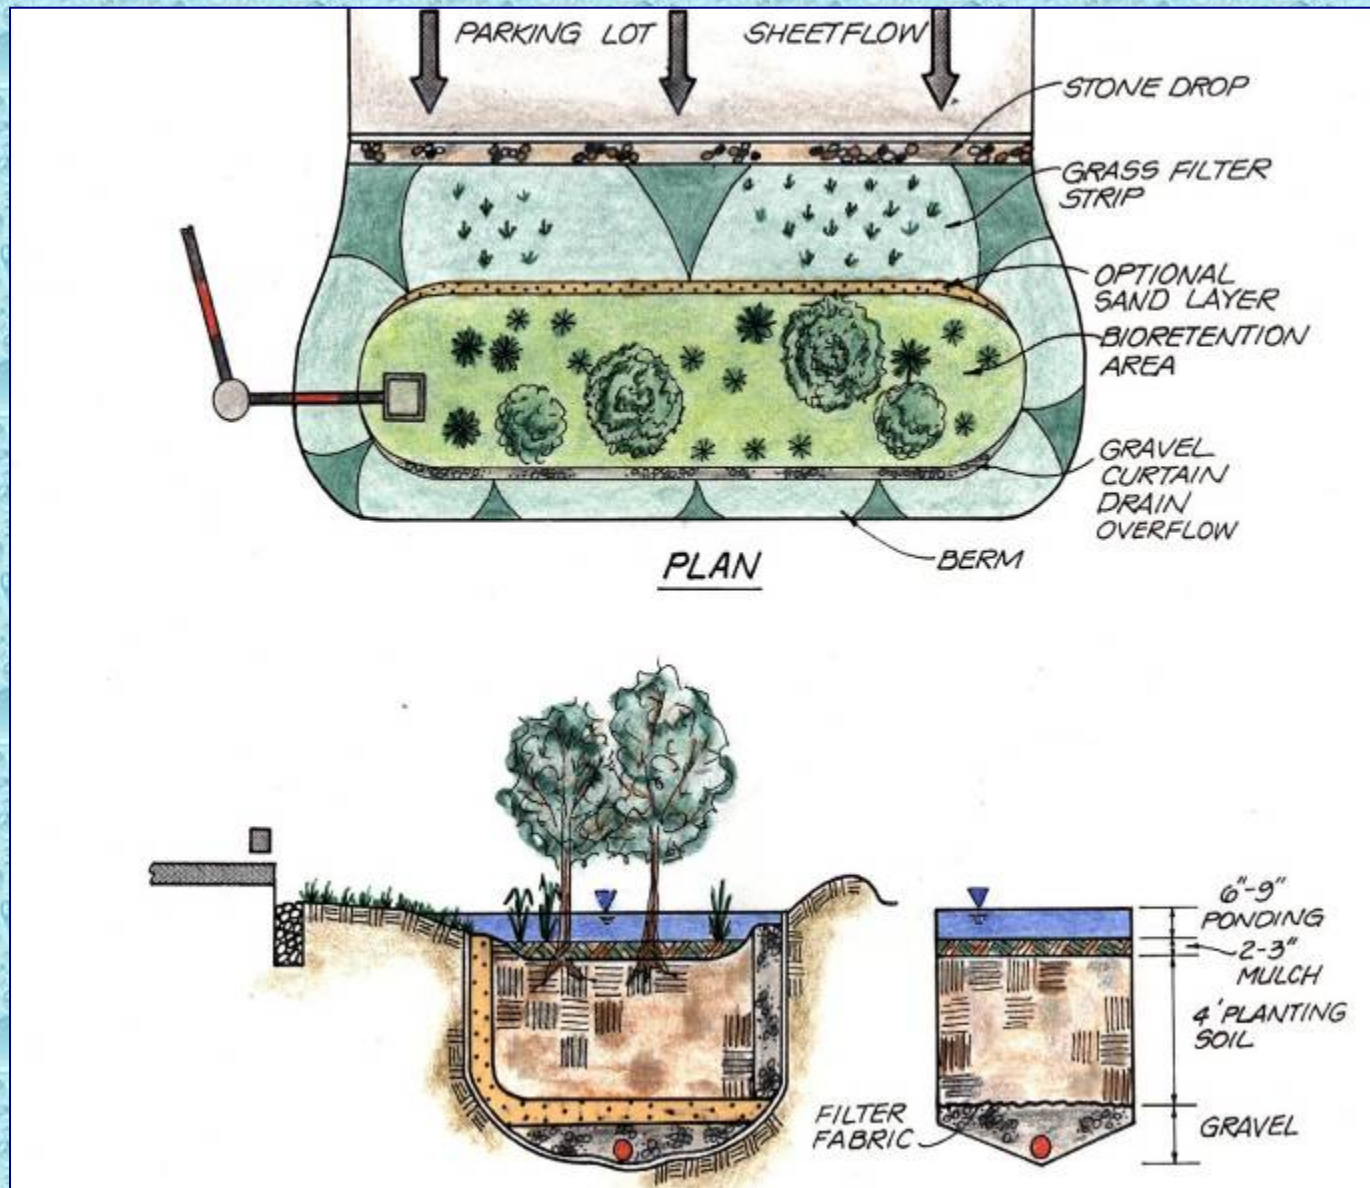 PARKING LOT
SHEETFLOW
STONE DROP
GRASS FILTER
STRIP
OPTIONAL
SAND LAYER
BIORETENTION
AREA
GRAVEL
CURTAIN
DRAIN
OVERFLOW
BERM
PLAN
6"-9"
PONDING
2-3"
MULCH
4' PLANTING
SOIL
FILTER
FABRIC
GRAVEL